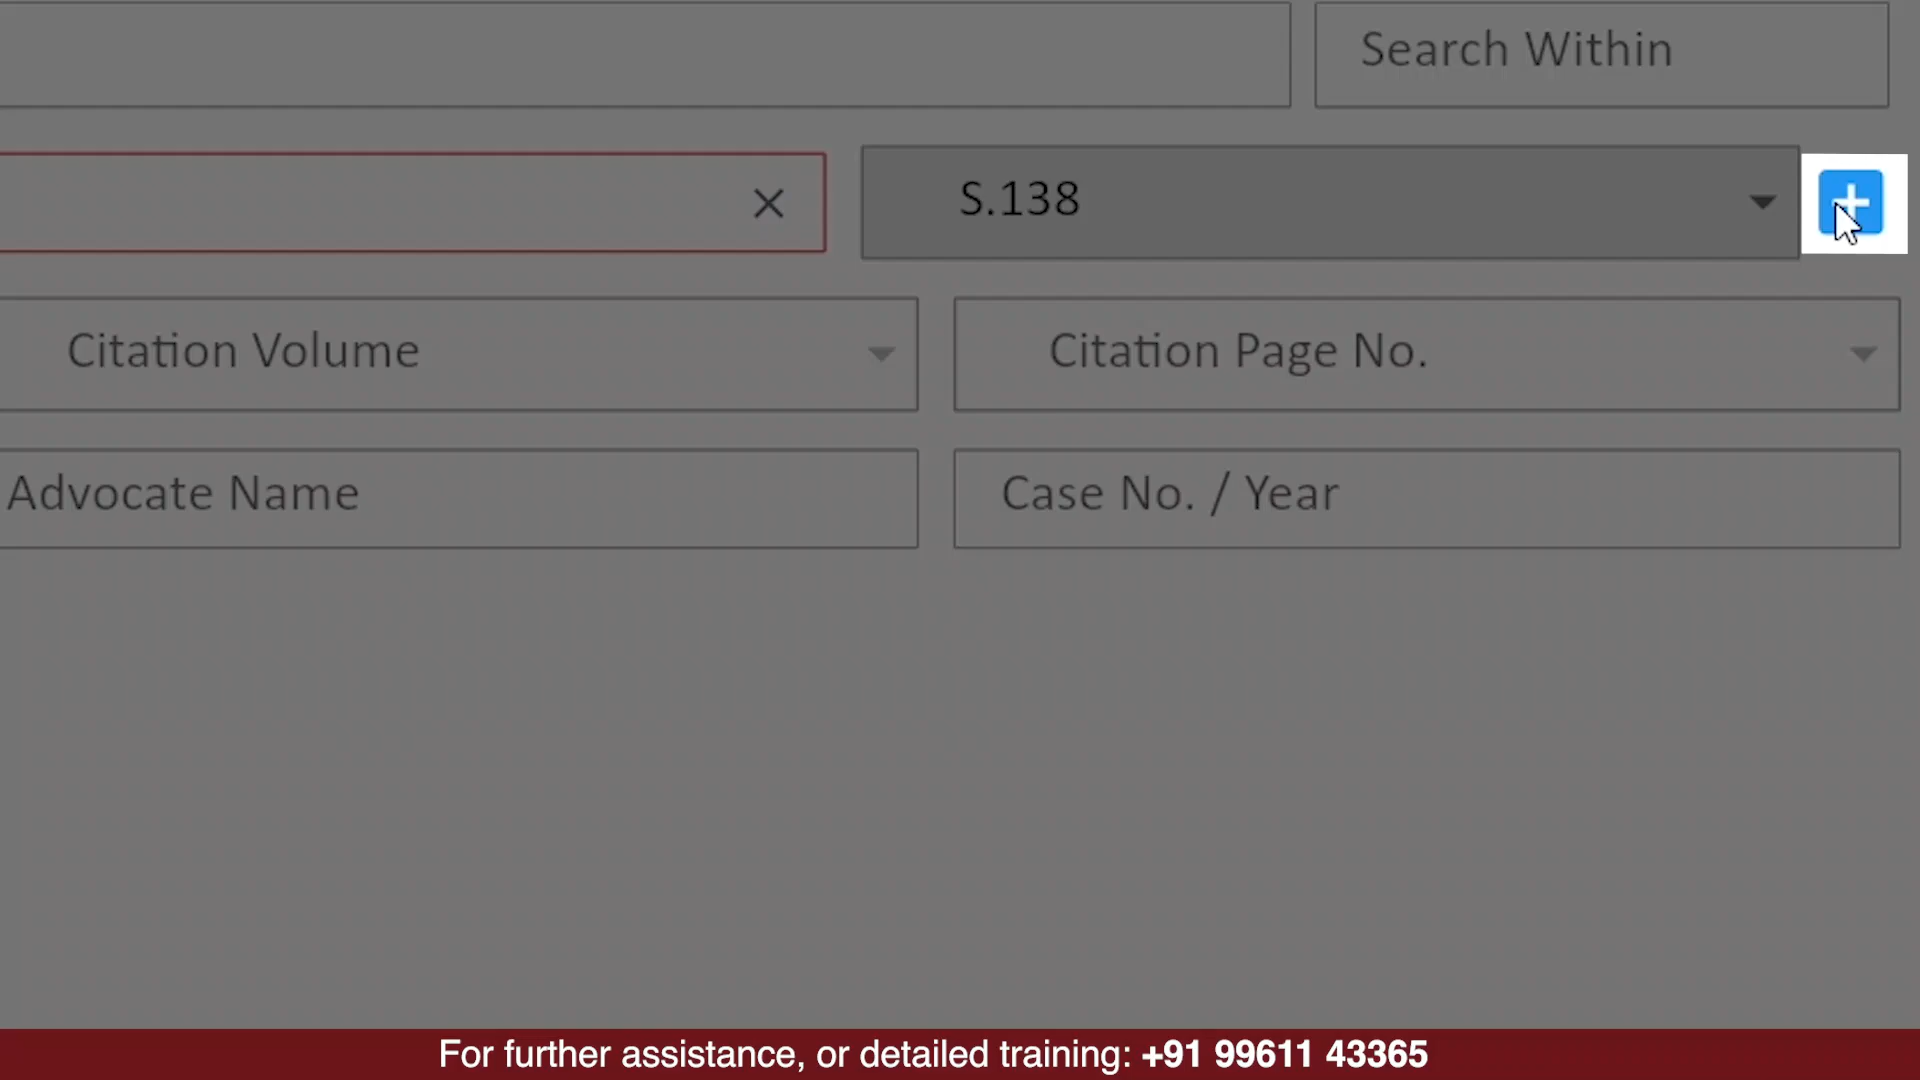 Search Within
S.138
Citation Volume
Citation Page No.
Advocate Name
Case No. / Year
For further assistance, or detailed training: +91 99611 43365